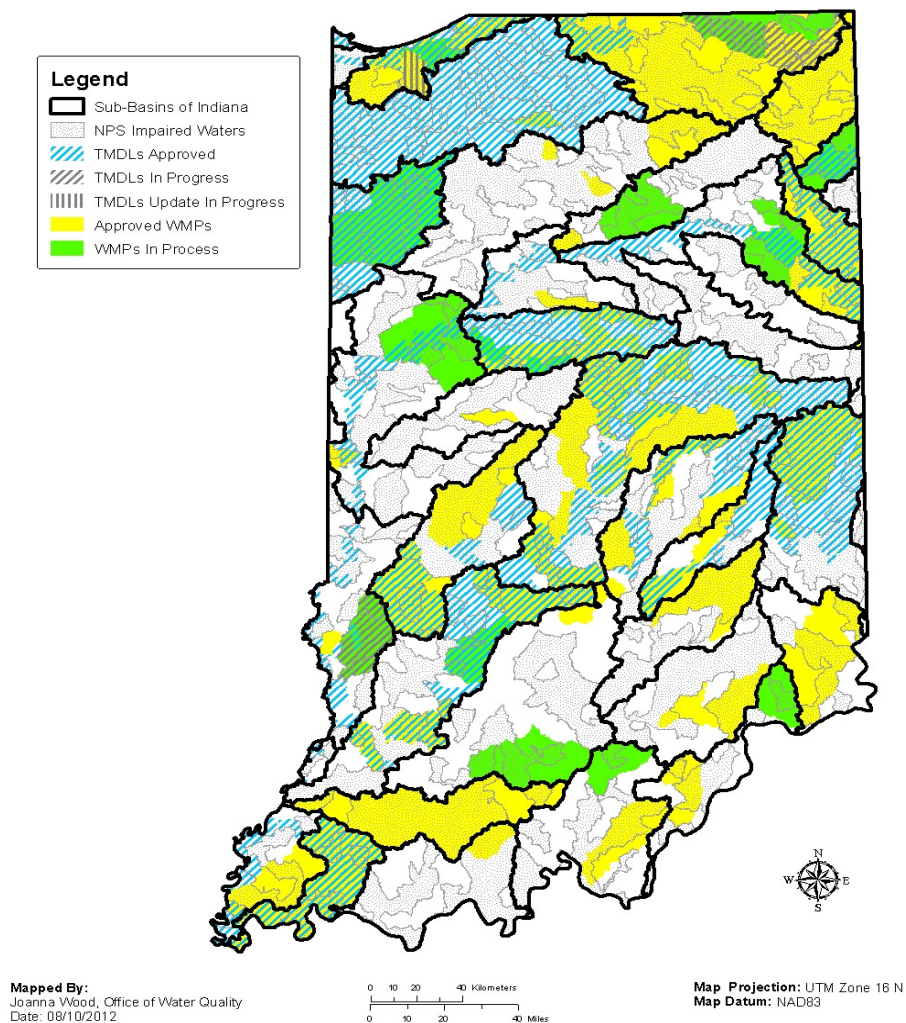 Legend
Sub-Basins of Indiana
NPS Impaired Waters
TMDLs Approved
TMDLs In Progress
TMDLs Update In Progress
Approved WMPs
WMPs In Process
N
W E
S
Mapped By:
Joanna Wood, Office of Water Quality
Date: 08/10/2012
0 10 20 40 Kilometers
0 10 20 40 Miles
Map Projection: UTM Zone 16 N
Map Datum: NAD83